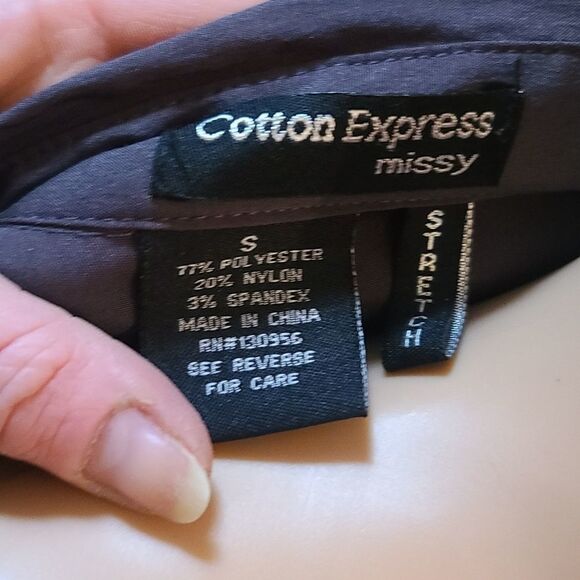 Cotton Express
missy
S
77% POLYESTER
20% NYLON
3% SPANDEX
MADE IN CHINA
RN#130956
SEE REVERSE
FOR CARE
STRETCH